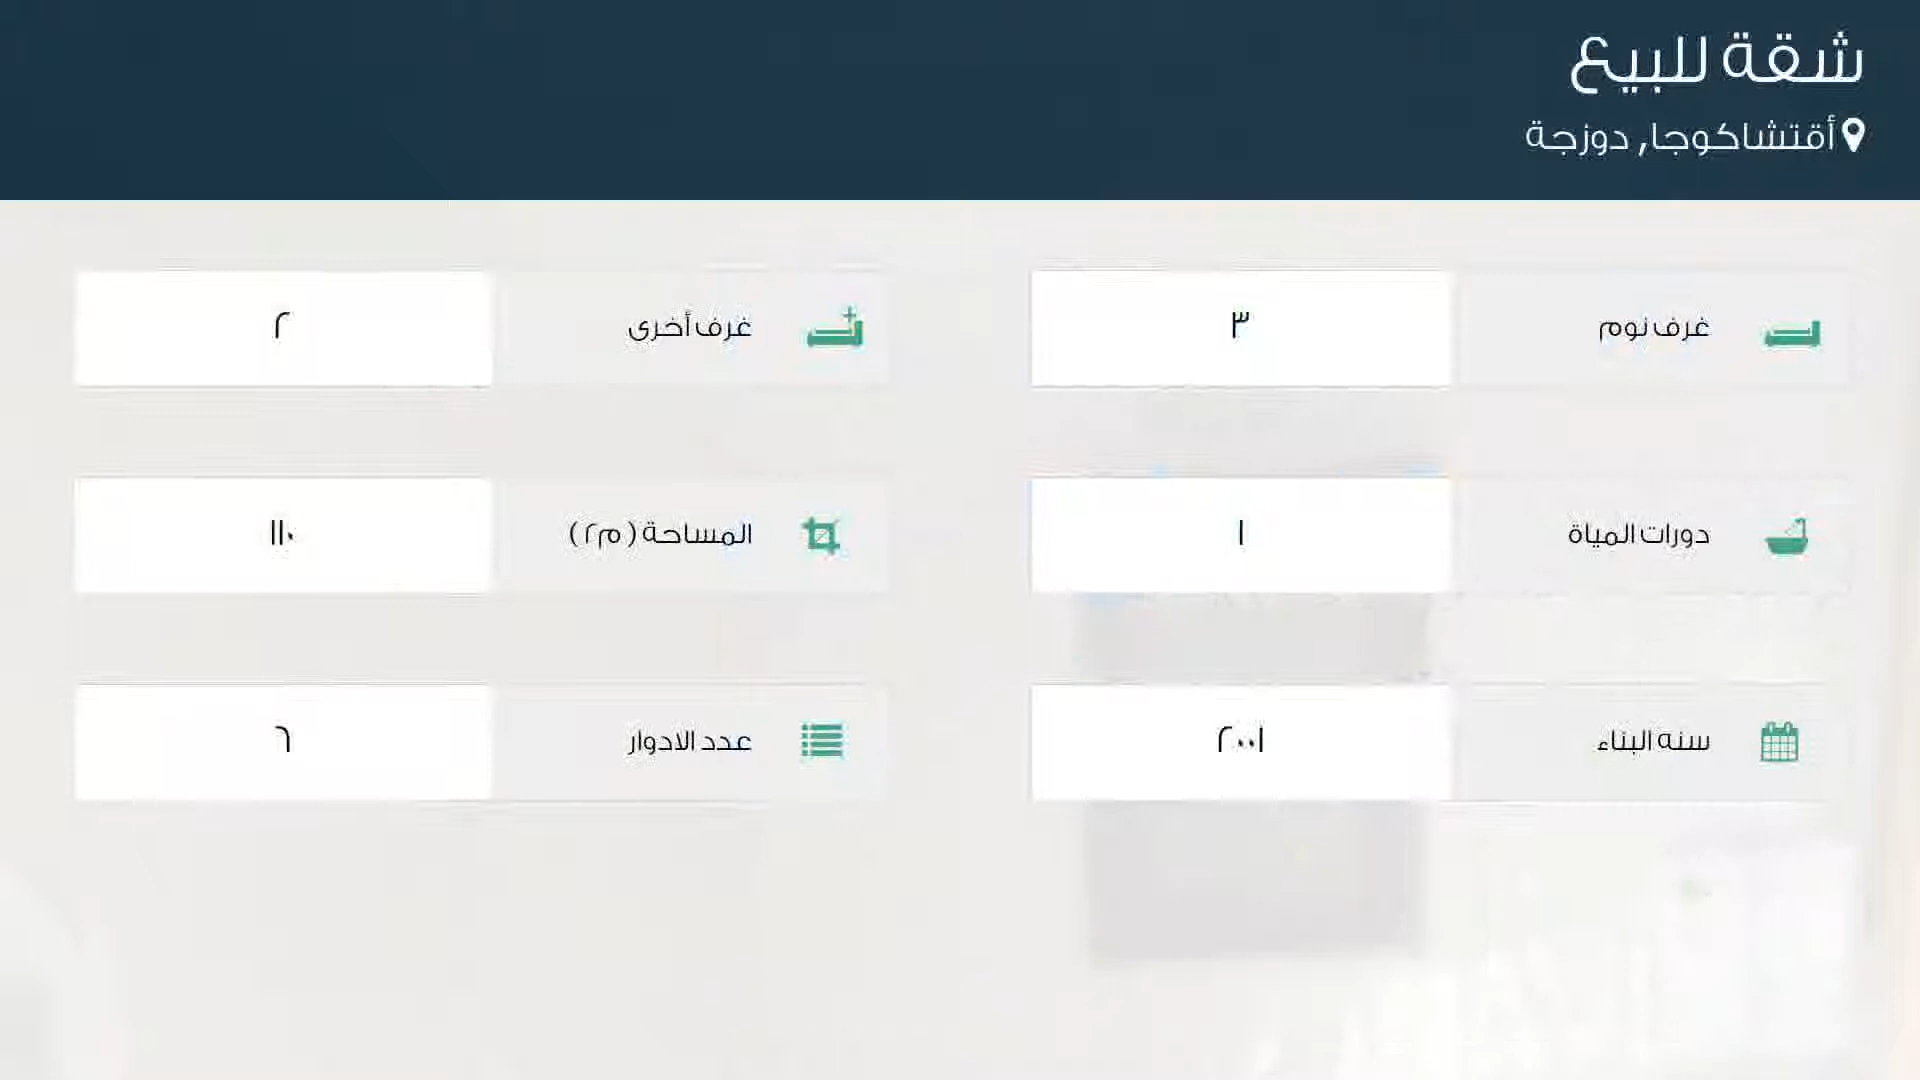 شقة للبيع
أقتشاكوجا, دوزجة
غرف نوم
٣
غرف أخرى
٢
دورات المياة
١
المساحة ( م٢ )
١١٠
سنه البناء
٢٠٠١
عدد الادوار
٦